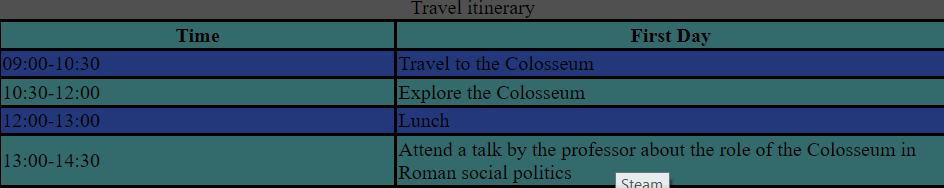 Travel itinerary
Time First Day
09:00-10:30 Travel to the Colosseum
10:30-12:00 Explore the Colosseum
12:00-13:00 Lunch
13:00-14:30 Attend a talk by the professor about the role of the Colosseum in
Roman social politics
Steam